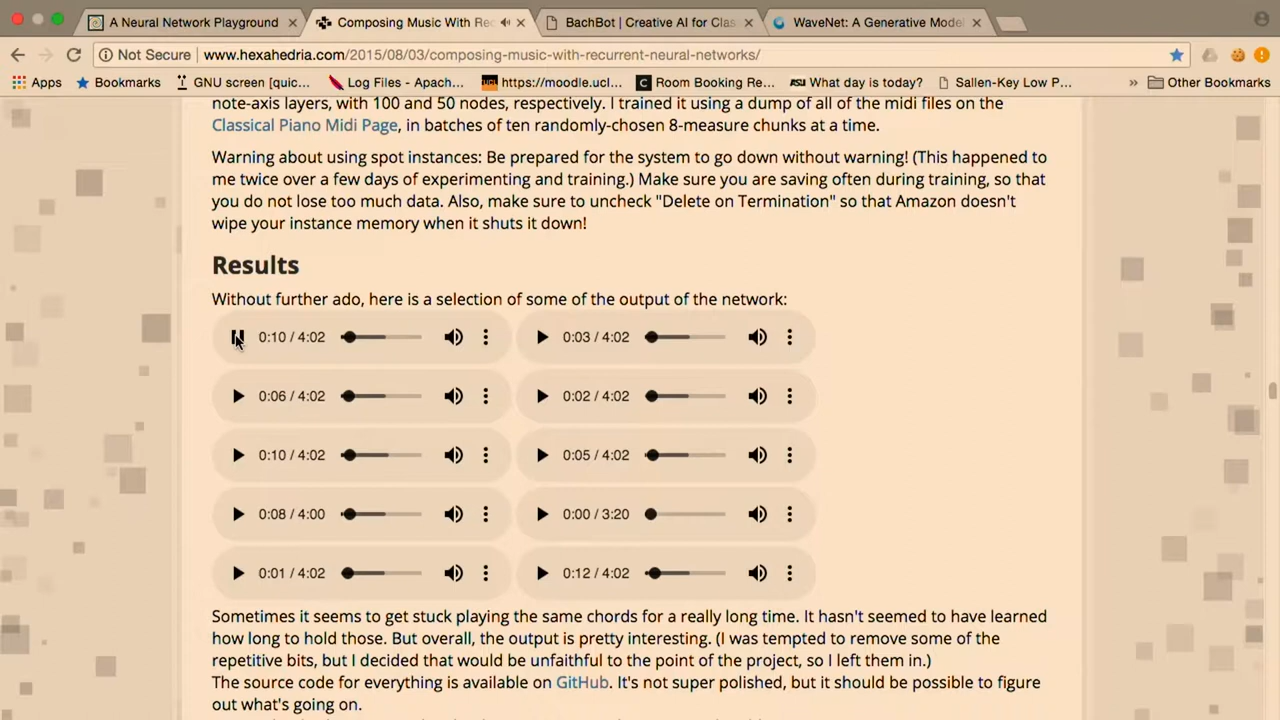 A Neural Network Playground
Composing Music With Rec
BachBot | Creative AI for Clas
WaveNet: A Generative Model
Not Secure | www.hexahedria.com/2015/08/03/composing-music-with-recurrent-neural-networks/
Apps
Bookmarks
GNU screen [quic...
Log Files - Apach...
https://moodle.ucl...
Room Booking Re...
What day is today?
Sallen-Key Low P...
» Other Bookmarks
note-axis layers, with 100 and 50 nodes, respectively. I trained it using a dump of all of the midi files on the
Classical Piano Midi Page, in batches of ten randomly-chosen 8-measure chunks at a time.
Warning about using spot instances: Be prepared for the system to go down without warning! (This happened to
me twice over a few days of experimenting and training.) Make sure you are saving often during training, so that
you do not lose too much data. Also, make sure to uncheck "Delete on Termination" so that Amazon doesn't
wipe your instance memory when it shuts it down!
Results
Without further ado, here is a selection of some of the output of the network:
0:10 / 4:02
0:03 / 4:02
0:06 / 4:02
0:02 / 4:02
0:10 / 4:02
0:05 / 4:02
0:08 / 4:00
0:00 / 3:20
0:01 / 4:02
0:12 / 4:02
Sometimes it seems to get stuck playing the same chords for a really long time. It hasn't seemed to have learned
how long to hold those. But overall, the output is pretty interesting. (I was tempted to remove some of the
repetitive bits, but I decided that would be unfaithful to the point of the project, so I left them in.)
The source code for everything is available on GitHub. It's not super polished, but it should be possible to figure
out what's going on.